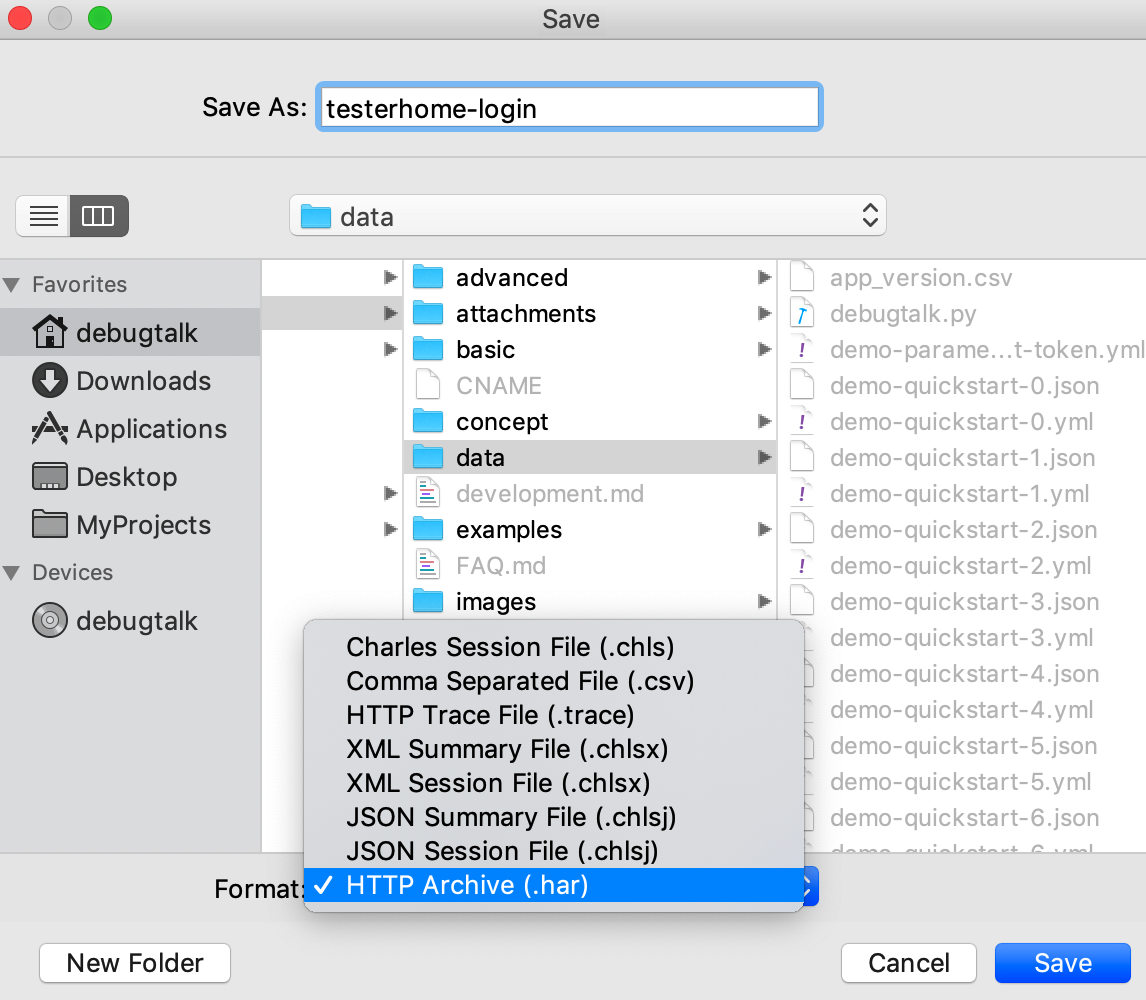 Save
Save As: testerhome-login
data
Favorites
debugtalk
Downloads
Applications
Desktop
MyProjects
Devices
debugtalk
advanced
attachments
basic
CNAME
concept
data
development.md
examples
FAQ.md
images
app_version.csv
debugtalk.py
demo-parame...t-token.yml
demo-quickstart-0.json
demo-quickstart-0.yml
demo-quickstart-1.json
demo-quickstart-1.yml
demo-quickstart-2.json
demo-quickstart-2.yml
demo-quickstart-3.json
demo-quickstart-3.yml
demo-quickstart-4.json
demo-quickstart-4.yml
demo-quickstart-5.json
demo-quickstart-5.yml
demo-quickstart-6.json
demo-quickstart-6.yml
Charles Session File (.chls)
Comma Separated File (.csv)
HTTP Trace File (.trace)
XML Summary File (.chlsx)
XML Session File (.chlsx)
JSON Summary File (.chlsj)
JSON Session File (.chlsj)
Format: ✓ HTTP Archive (.har)
New Folder
Cancel
Save